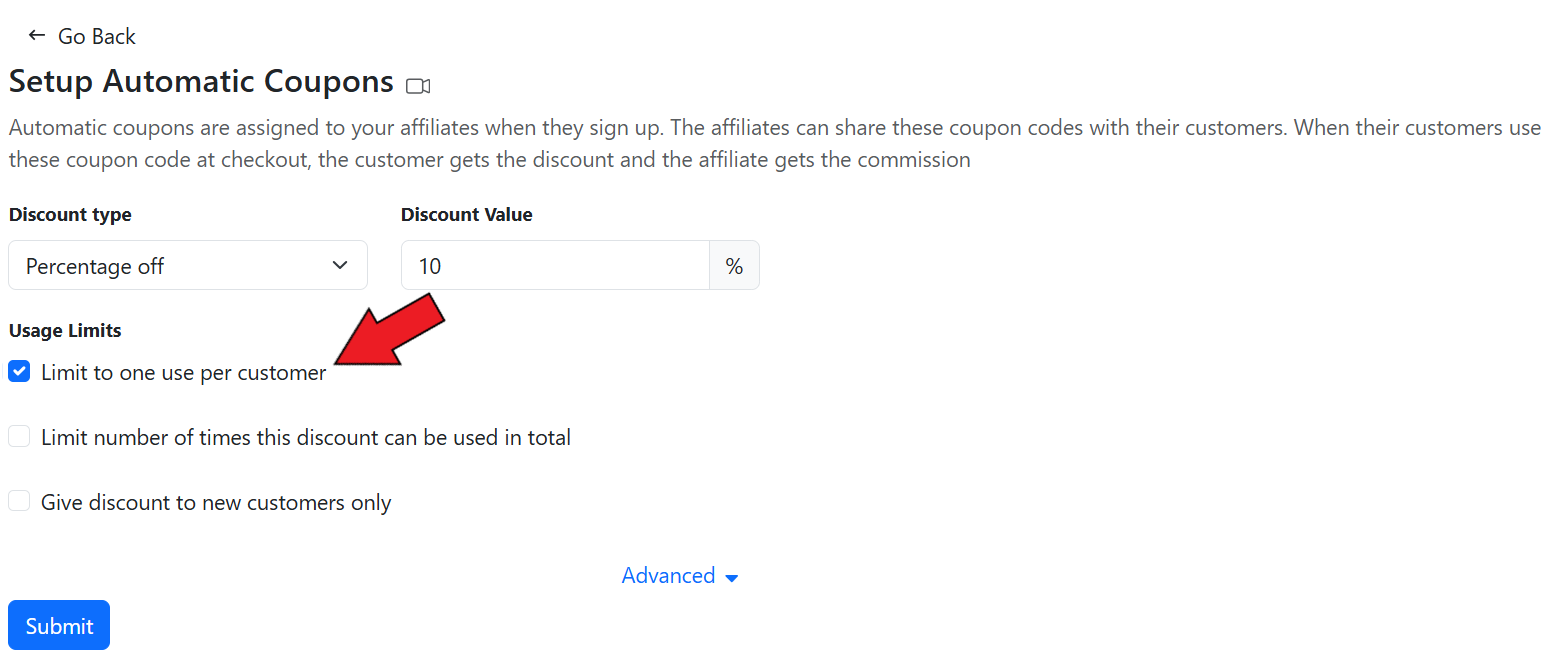 Go Back
Setup Automatic Coupons
Automatic coupons are assigned to your affiliates when they sign up. The affiliates can share these coupon codes with their customers. When their customers use
these coupon code at checkout, the customer gets the discount and the affiliate gets the commission
Discount type Discount Value
Percentage off 10 %
Usage Limits
Limit to one use per customer
Limit number of times this discount can be used in total
Give discount to new customers only
Advanced
Submit